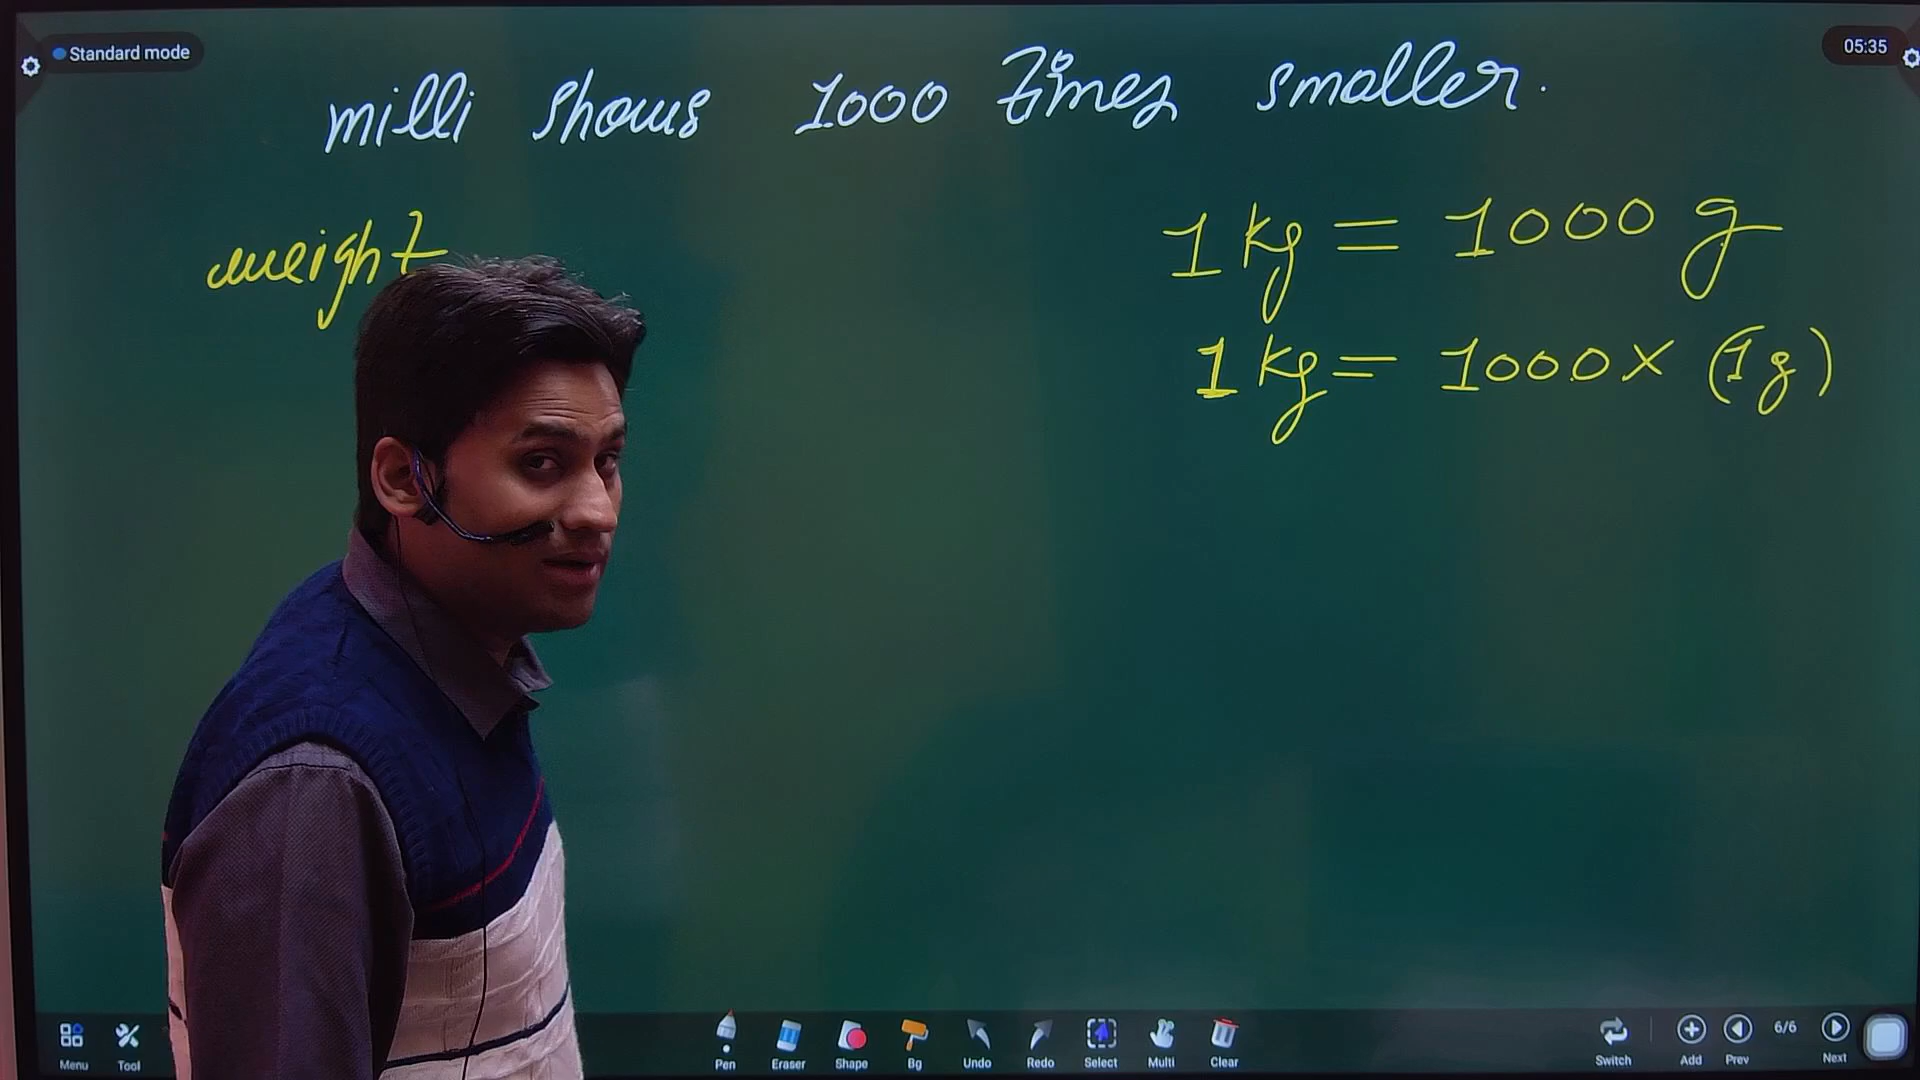 Standard mode
05:35
milli shows 1000 times smaller.
weight
1 kg = 1000 g
1 kg = 1000 × (1g)
Menu
Tool
Pen
Eraser
Shape
Bg
Undo
Redo
Select
Multi
Clear
Switch
Add
Prev
6/6
Next